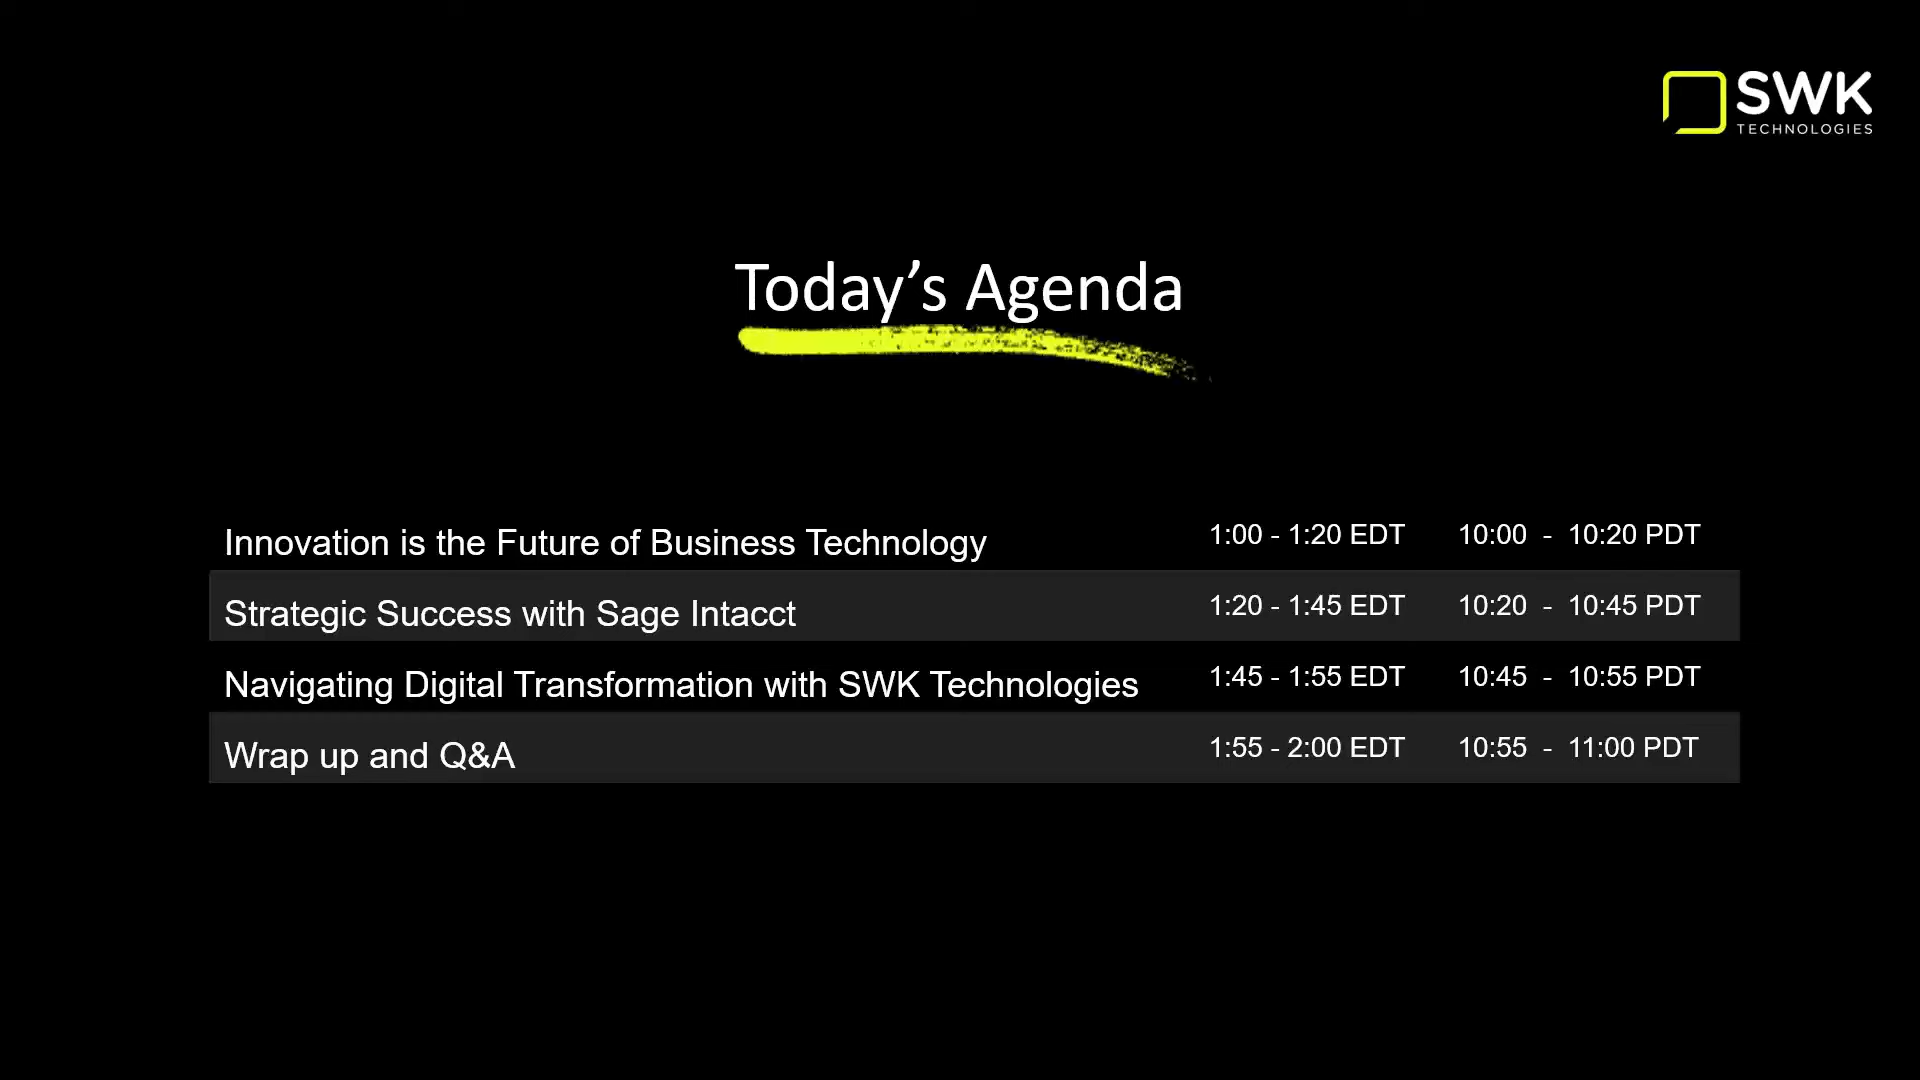 SWK
TECHNOLOGIES
Today’s Agenda
Innovation is the Future of Business Technology 1:00 - 1:20 EDT 10:00 - 10:20 PDT
Strategic Success with Sage Intacct 1:20 - 1:45 EDT 10:20 - 10:45 PDT
Navigating Digital Transformation with SWK Technologies 1:45 - 1:55 EDT 10:45 - 10:55 PDT
Wrap up and Q&A 1:55 - 2:00 EDT 10:55 - 11:00 PDT